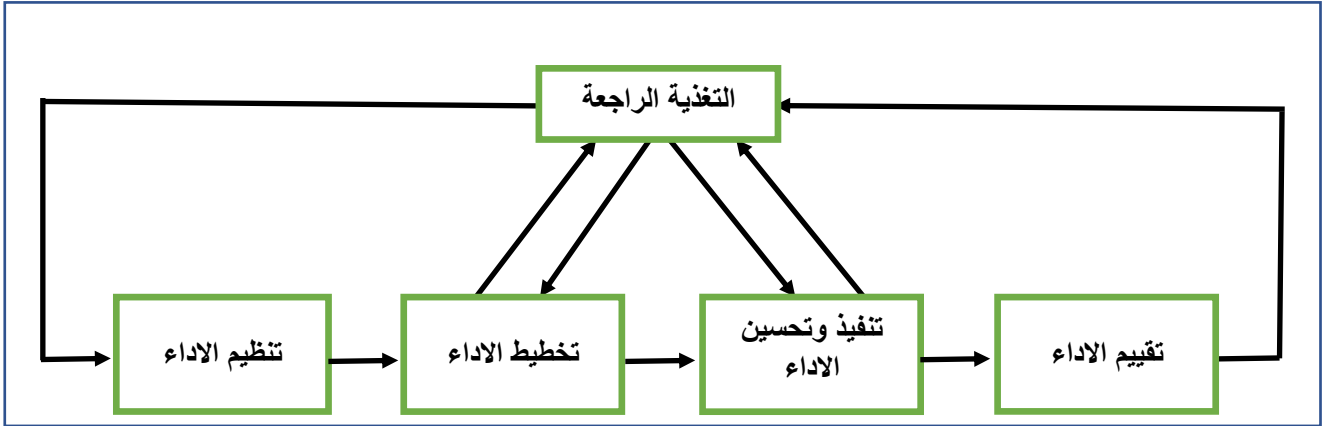 التغذية الراجعة
تنظيم الاداء
تخطيط الاداء
تنفيذ وتحسين
الاداء
تقييم الاداء